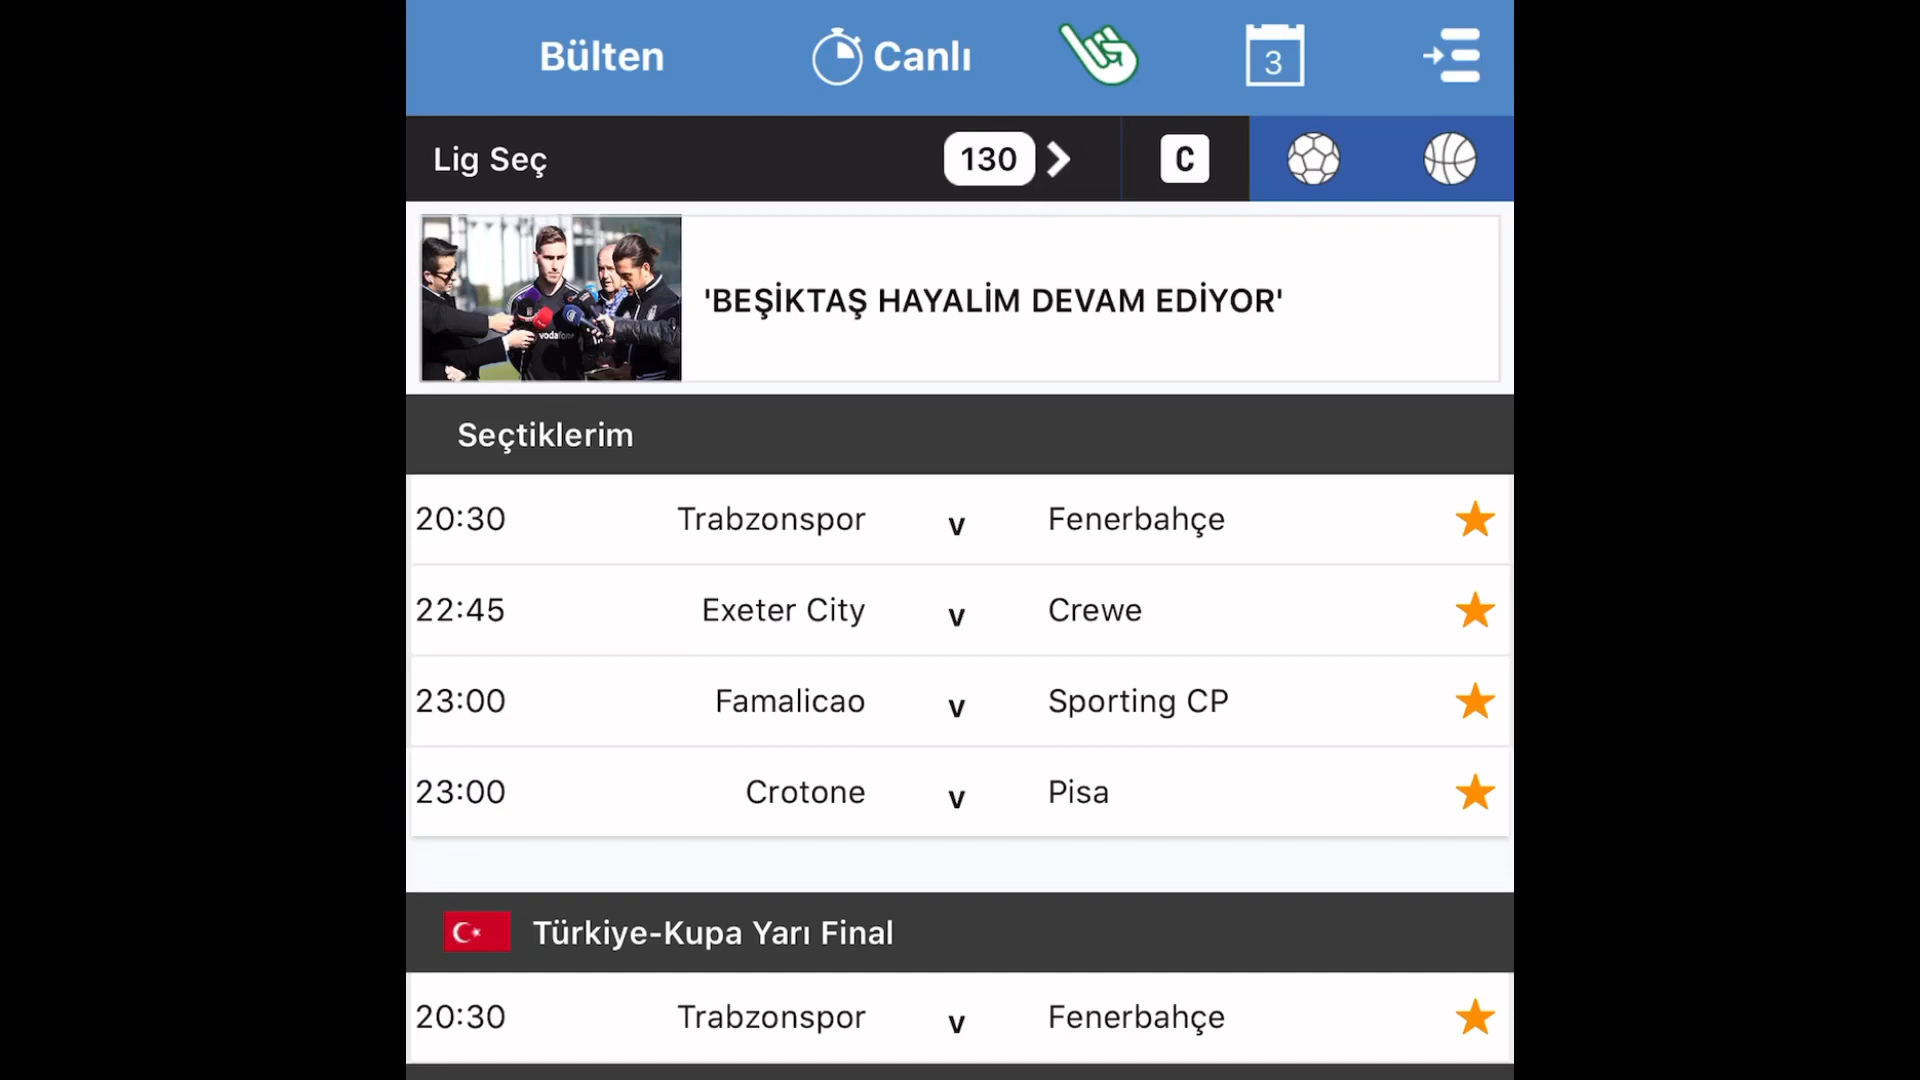 Bülten
Canlı
3
Lig Seç
130
C
vodafone
'BEŞİKTAŞ HAYALİM DEVAM EDİYOR'
Seçtiklerim
20:30 Trabzonspor v Fenerbahçe
22:45 Exeter City v Crewe
23:00 Famalicao v Sporting CP
23:00 Crotone v Pisa
Türkiye-Kupa Yarı Final
20:30 Trabzonspor v Fenerbahçe